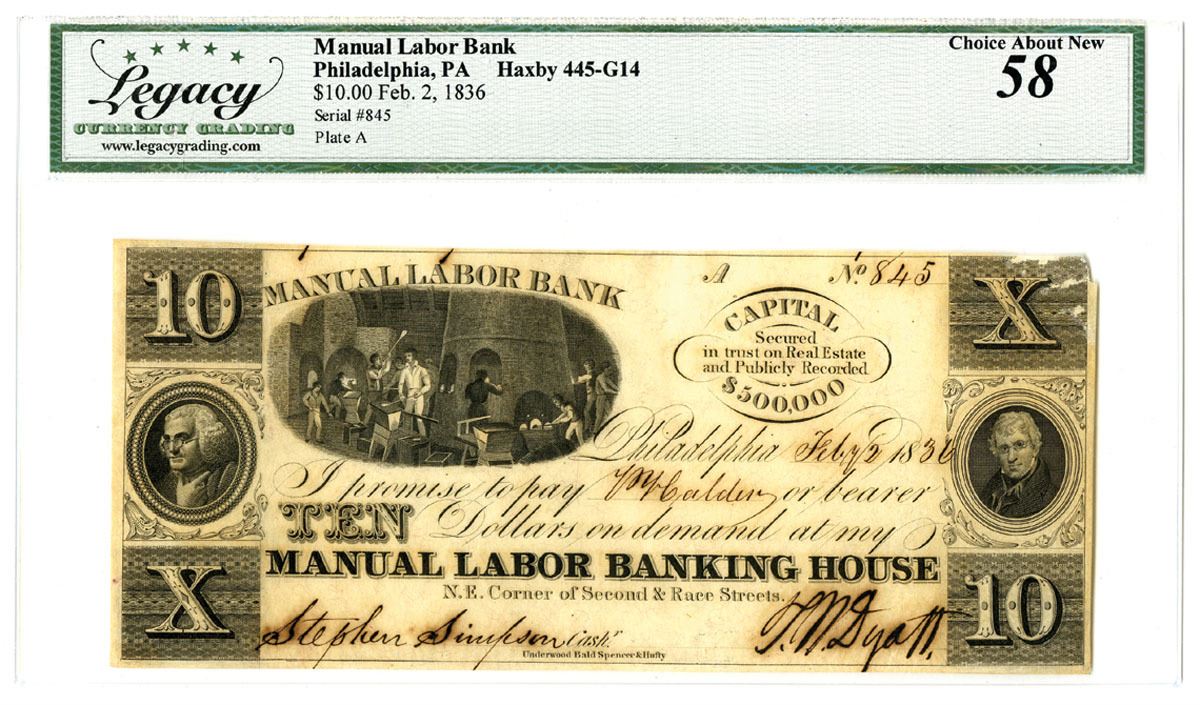 Legacy
CURRENCY GRADING
www.legacygrading.com
Manual Labor Bank
Philadelphia, PA Haxby 445-G14
$10.00 Feb. 2, 1836
Serial #845
Plate A
Choice About New
58
10
MANUAL LABOR BANK
A
No. 845
X
CAPITAL
Secured
in trust on Real Estate
and Publicly Recorded
$500,000
Philadelphia Feby 2 1836
I promise to pay Calder or bearer
TEN Dollars on demand at my
MANUAL LABOR BANKING HOUSE
N.E. Corner of Second & Race Streets.
X
10
Stephen Simpson Cashr.
T.W. Dyott.
Underwood Bald Spencer & Hufty